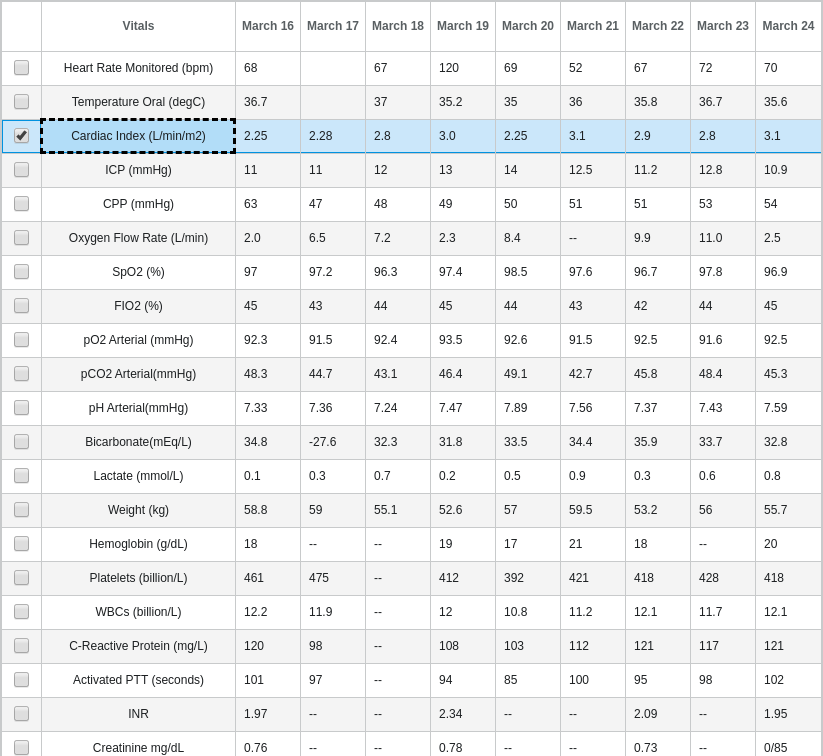 Vitals March 16 March 17 March 18 March 19 March 20 March 21 March 22 March 23 March 24
Heart Rate Monitored (bpm) 68 67 120 69 52 67 72 70
Temperature Oral (degC) 36.7 37 35.2 35 36 35.8 36.7 35.6
Cardiac Index (L/min/m2) 2.25 2.28 2.8 3.0 2.25 3.1 2.9 2.8 3.1
ICP (mmHg) 11 11 12 13 14 12.5 11.2 12.8 10.9
CPP (mmHg) 63 47 48 49 50 51 51 53 54
Oxygen Flow Rate (L/min) 2.0 6.5 7.2 2.3 8.4 -- 9.9 11.0 2.5
SpO2 (%) 97 97.2 96.3 97.4 98.5 97.6 96.7 97.8 96.9
FIO2 (%) 45 43 44 45 44 43 42 44 45
pO2 Arterial (mmHg) 92.3 91.5 92.4 93.5 92.6 91.5 92.5 91.6 92.5
pCO2 Arterial(mmHg) 48.3 44.7 43.1 46.4 49.1 42.7 45.8 48.4 45.3
pH Arterial(mmHg) 7.33 7.36 7.24 7.47 7.89 7.56 7.37 7.43 7.59
Bicarbonate(mEq/L) 34.8 -27.6 32.3 31.8 33.5 34.4 35.9 33.7 32.8
Lactate (mmol/L) 0.1 0.3 0.7 0.2 0.5 0.9 0.3 0.6 0.8
Weight (kg) 58.8 59 55.1 52.6 57 59.5 53.2 56 55.7
Hemoglobin (g/dL) 18 -- -- 19 17 21 18 -- 20
Platelets (billion/L) 461 475 -- 412 392 421 418 428 418
WBCs (billion/L) 12.2 11.9 -- 12 10.8 11.2 12.1 11.7 12.1
C-Reactive Protein (mg/L) 120 98 -- 108 103 112 121 117 121
Activated PTT (seconds) 101 97 -- 94 85 100 95 98 102
INR 1.97 -- -- 2.34 -- -- 2.09 -- 1.95
Creatinine mg/dL 0.76 -- -- 0.78 -- -- 0.73 -- 0/85